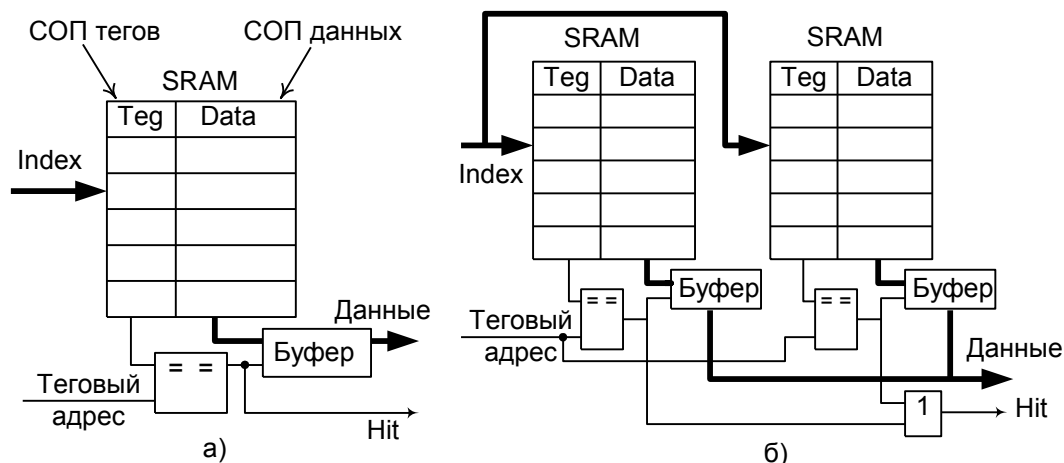 СОП тегов
СОП данных
SRAM
Teg
Data
Index
Данные
Буфер
= =
Теговый
адрес
Hit
а)
SRAM
SRAM
Teg
Data
Teg
Data
Index
Буфер
Буфер
= =
= =
Теговый
адрес
Данные
1
Hit
б)